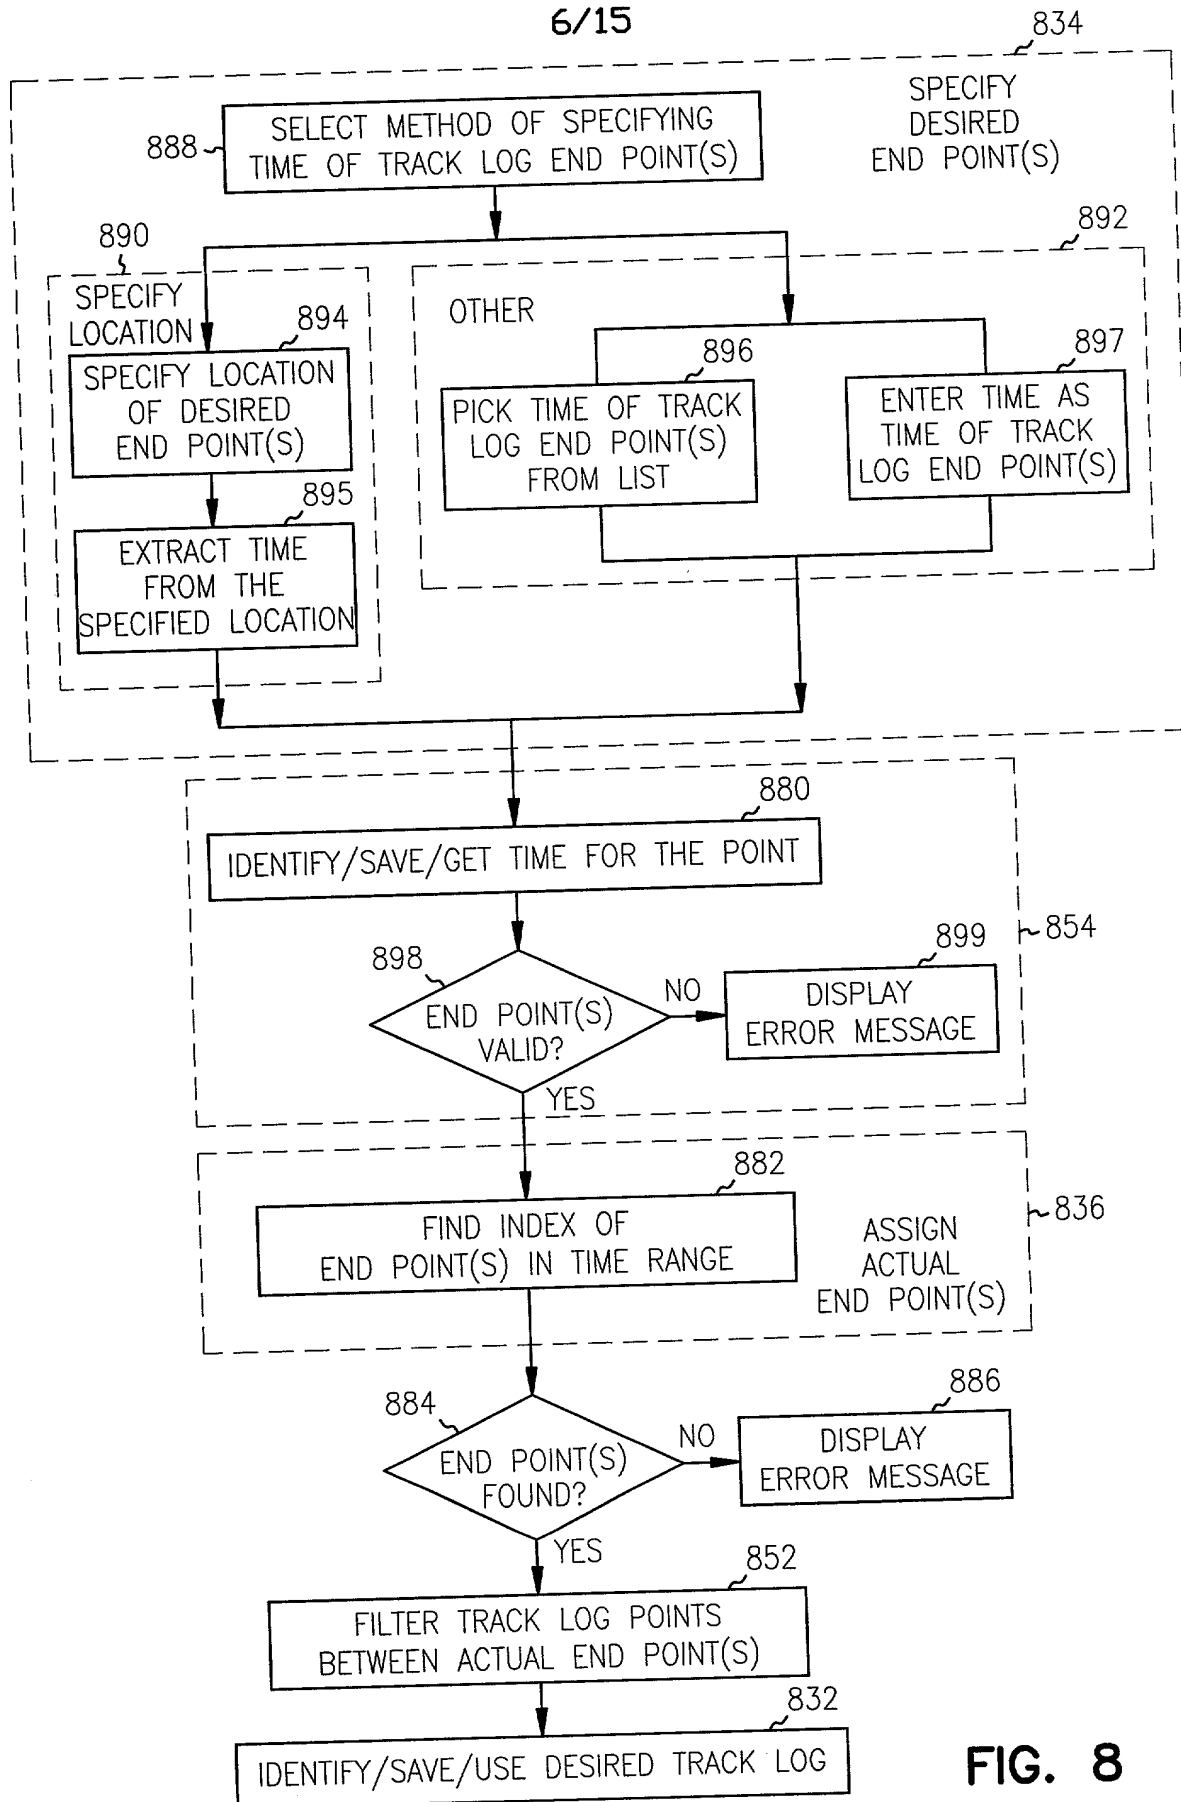 6/15
834
SPECIFY
DESIRED
END POINT(S)
888
SELECT METHOD OF SPECIFYING
TIME OF TRACK LOG END POINT(S)
890
892
SPECIFY
LOCATION
OTHER
894
SPECIFY LOCATION
OF DESIRED
END POINT(S)
896
PICK TIME OF TRACK
LOG END POINT(S)
FROM LIST
897
ENTER TIME AS
TIME OF TRACK
LOG END POINT(S)
895
EXTRACT TIME
FROM THE
SPECIFIED LOCATION
880
IDENTIFY/SAVE/GET TIME FOR THE POINT
854
898
END POINT(S)
VALID?
NO
899
DISPLAY
ERROR MESSAGE
YES
882
FIND INDEX OF
END POINT(S) IN TIME RANGE
836
ASSIGN
ACTUAL
END POINT(S)
884
END POINT(S)
FOUND?
NO
886
DISPLAY
ERROR MESSAGE
YES
852
FILTER TRACK LOG POINTS
BETWEEN ACTUAL END POINT(S)
832
IDENTIFY/SAVE/USE DESIRED TRACK LOG
FIG. 8